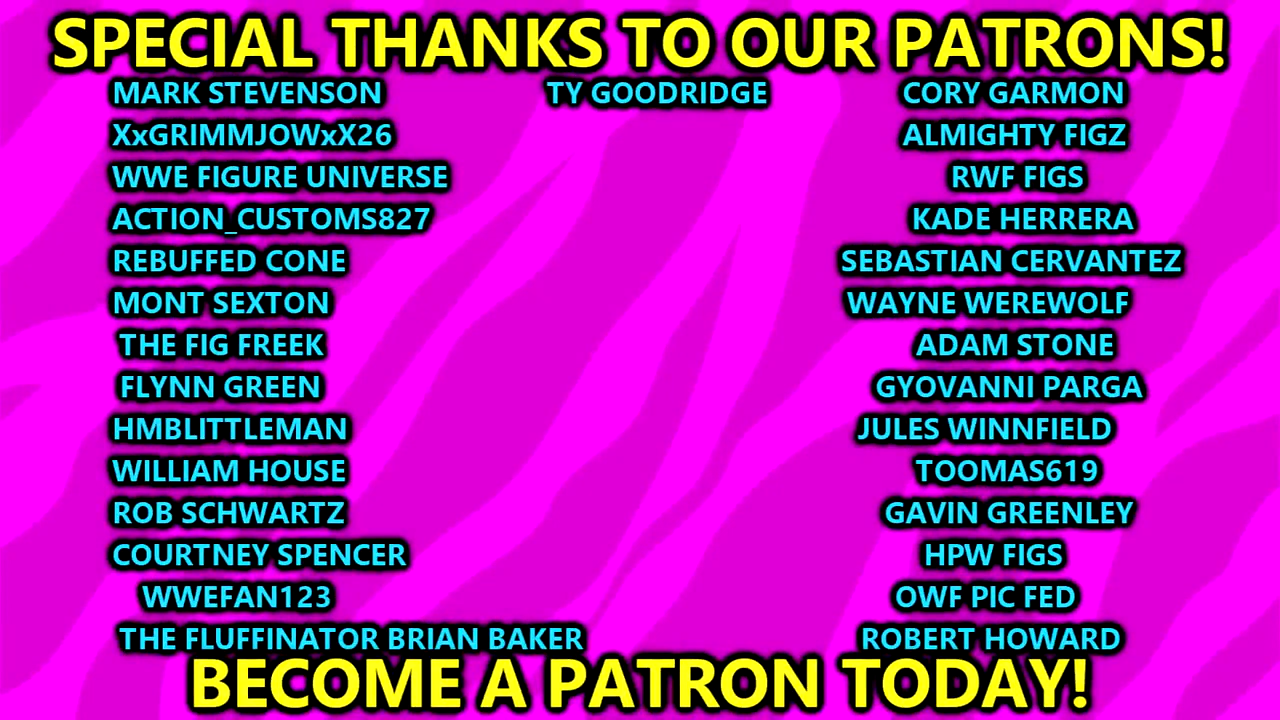 SPECIAL THANKS TO OUR PATRONS!
MARK STEVENSON TY GOODRIDGE CORY GARMON
XxGRIMMJOWxX26 ALMIGHTY FIGZ
WWE FIGURE UNIVERSE RWF FIGS
ACTION_CUSTOMS827 KADE HERRERA
REBUFFED CONE SEBASTIAN CERVANTEZ
MONT SEXTON WAYNE WEREWOLF
THE FIG FREEK ADAM STONE
FLYNN GREEN GYOVANNI PARGA
HMBLITTLEMAN JULES WINNFIELD
WILLIAM HOUSE TOOMAS619
ROB SCHWARTZ GAVIN GREENLEY
COURTNEY SPENCER HPW FIGS
WWEFAN123 OWF PIC FED
THE FLUFFINATOR BRIAN BAKER ROBERT HOWARD
BECOME A PATRON TODAY!